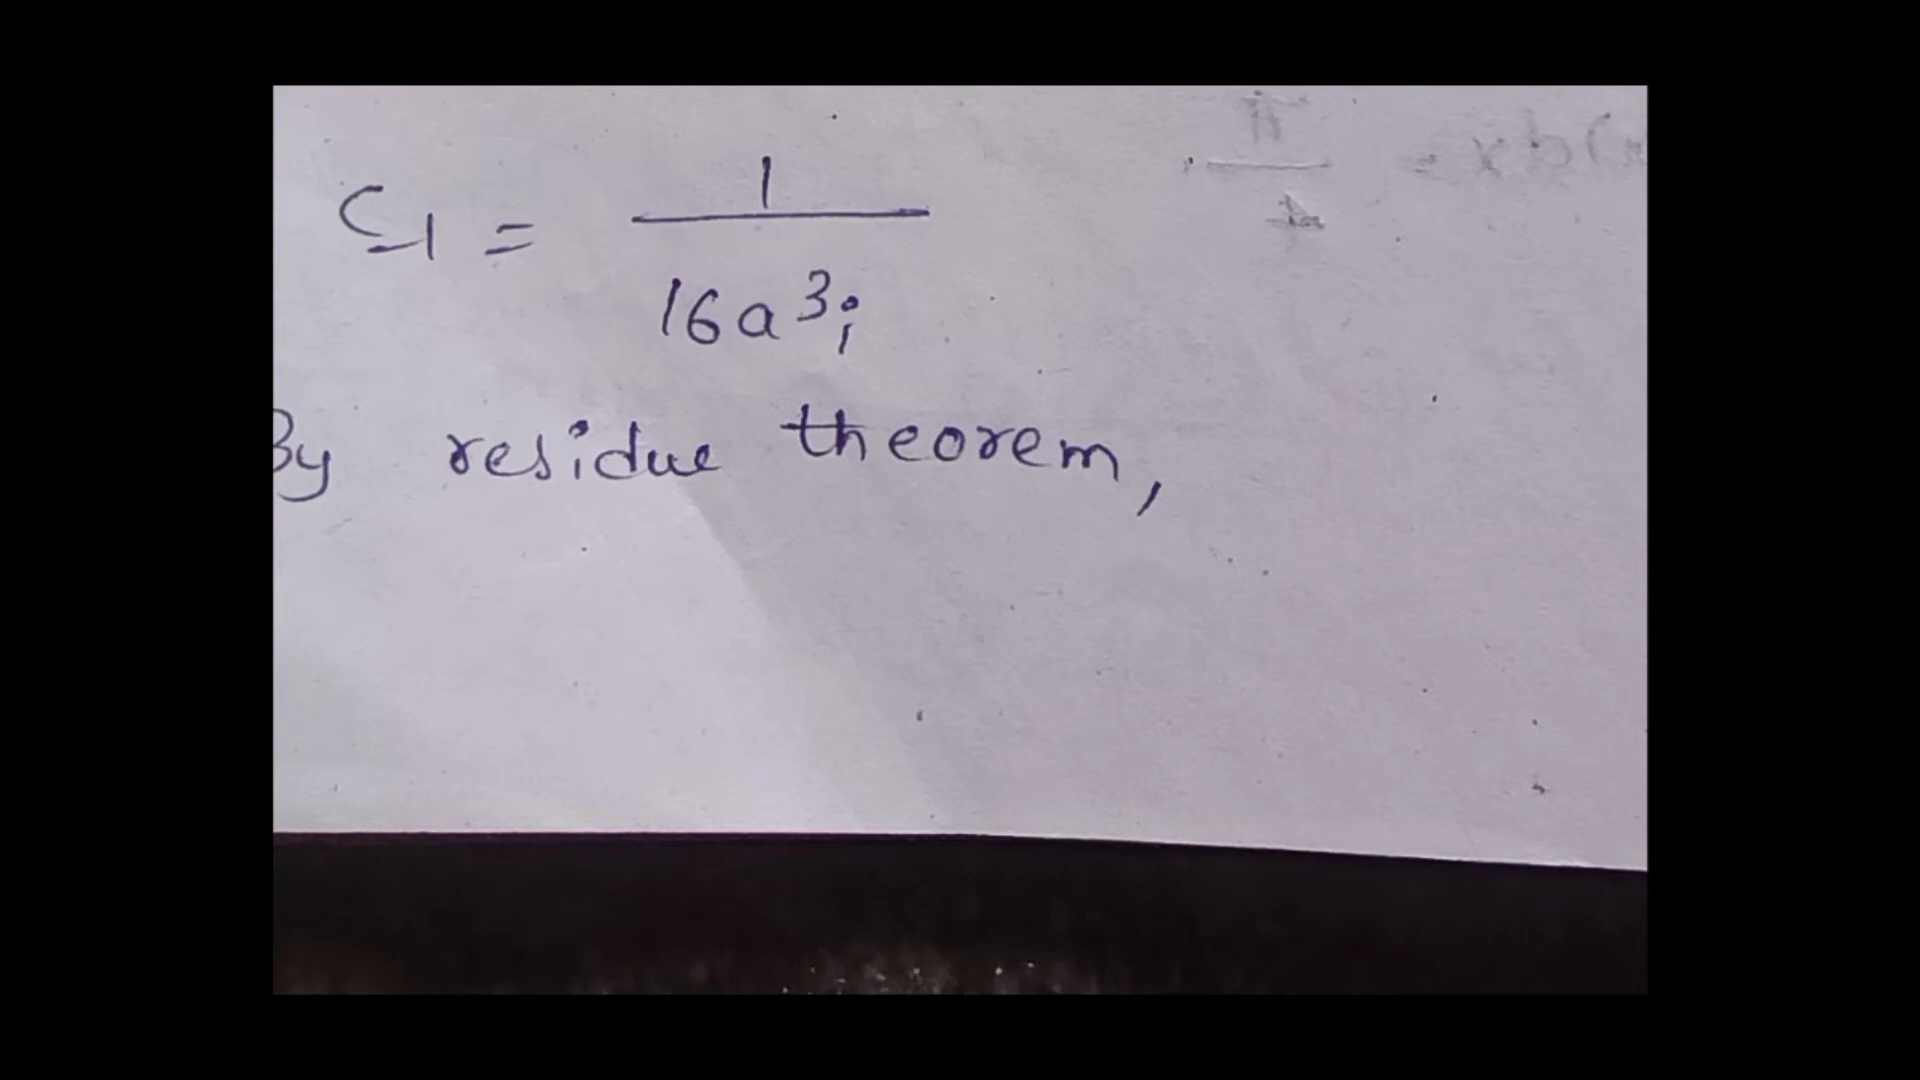 C₋₁ = 1 / 16a³i
By residue theorem,